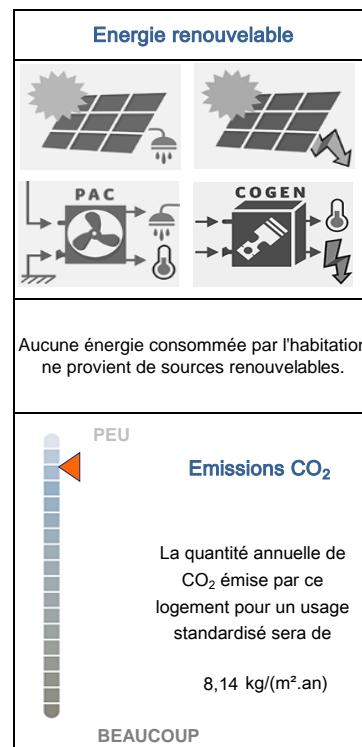 Energie renouvelable
PAC
COGEN
Aucune énergie consommée par l'habitation
ne provient de sources renouvelables.
PEU
Emissions CO₂
La quantité annuelle de
CO₂ émise par ce
logement pour un usage
standardisé sera de
8,14 kg/(m².an)
BEAUCOUP